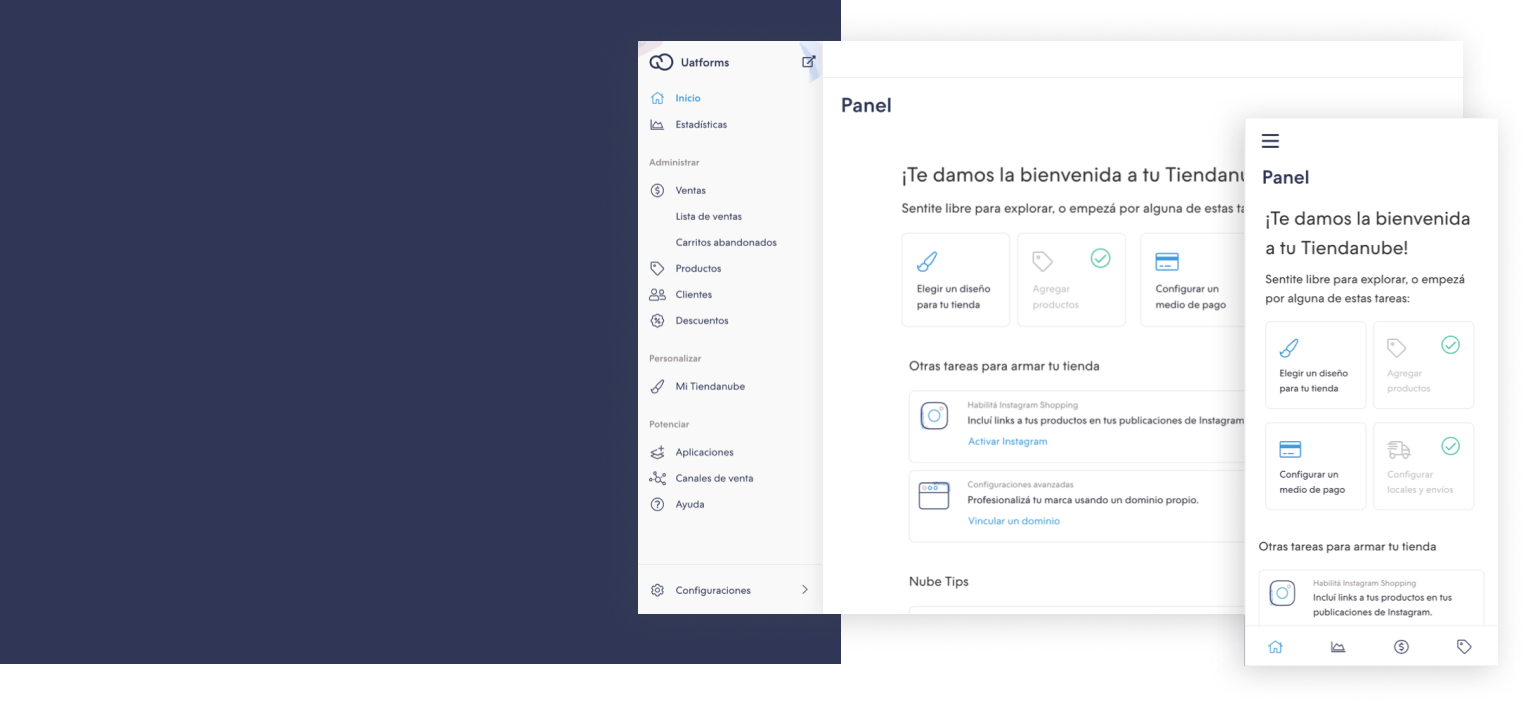 Uatforms
Inicio
Estadísticas
Administrar
Ventas
Lista de ventas
Carritos abandonados
Productos
Clientes
Descuentos
Personalizar
Mi Tiendanube
Potenciar
Aplicaciones
Canales de venta
Ayuda
Configuraciones
Panel
¡Te damos la bienvenida a tu Tiendanu
Sentite libre para explorar, o empezá por alguna de estas ta
Elegir un diseño
para tu tienda
Agregar
productos
Configurar un
medio de pago
Otras tareas para armar tu tienda
Habilitá Instagram Shopping
Incluí links a tus productos en tus publicaciones de Instagram
Activar Instagram
Configuraciones avanzadas
Profesionalizá tu marca usando un dominio propio.
Vincular un dominio
Nube Tips
Panel
¡Te damos la bienvenida
a tu Tiendanube!
Sentite libre para explorar, o empezá
por alguna de estas tareas:
Elegir un diseño
para tu tienda
Agregar
productos
Configurar un
medio de pago
Configurar
locales y envíos
Otras tareas para armar tu tienda
Habilitá Instagram Shopping
Incluí links a tus productos en tus
publicaciones de Instagram.